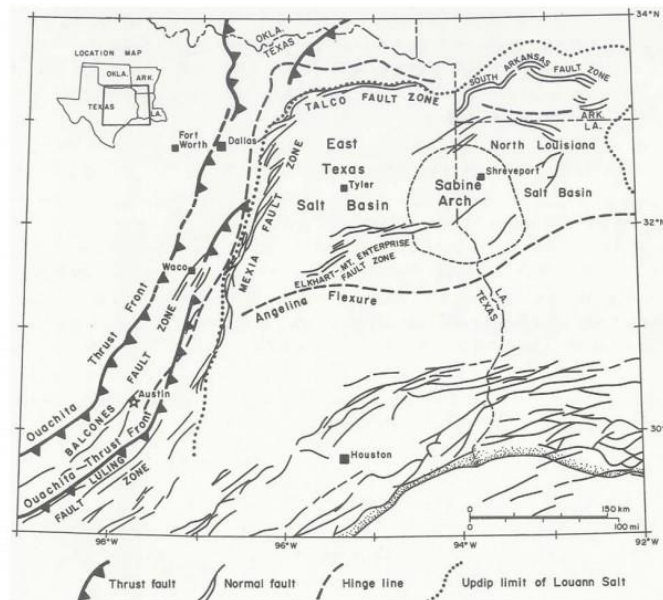 34°N
LOCATION MAP
OKLA.
ARK.
TEXAS
LA.
OKLA.
TEXAS
SOUTH ARKANSAS FAULT ZONE
TALCO FAULT ZONE
ARK.
LA.
Fort Worth
Dallas
East Texas Salt Basin
Tyler
North Louisiana Salt Basin
Shreveport
Sabine Arch
32°N
MEXIA FAULT ZONE
ELKHART-MT. ENTERPRISE FAULT ZONE
Angelina Flexure
LA.
TEXAS
Waco
Ouachita Thrust Front
BALCONES FAULT ZONE
Austin
Ouachita Thrust Front
LULING FAULT ZONE
Houston
30°N
0 150 km
0 100 mi
98°W
96°W
94°W
92°W
Thrust fault
Normal fault
Hinge line
Updip limit of Louann Salt